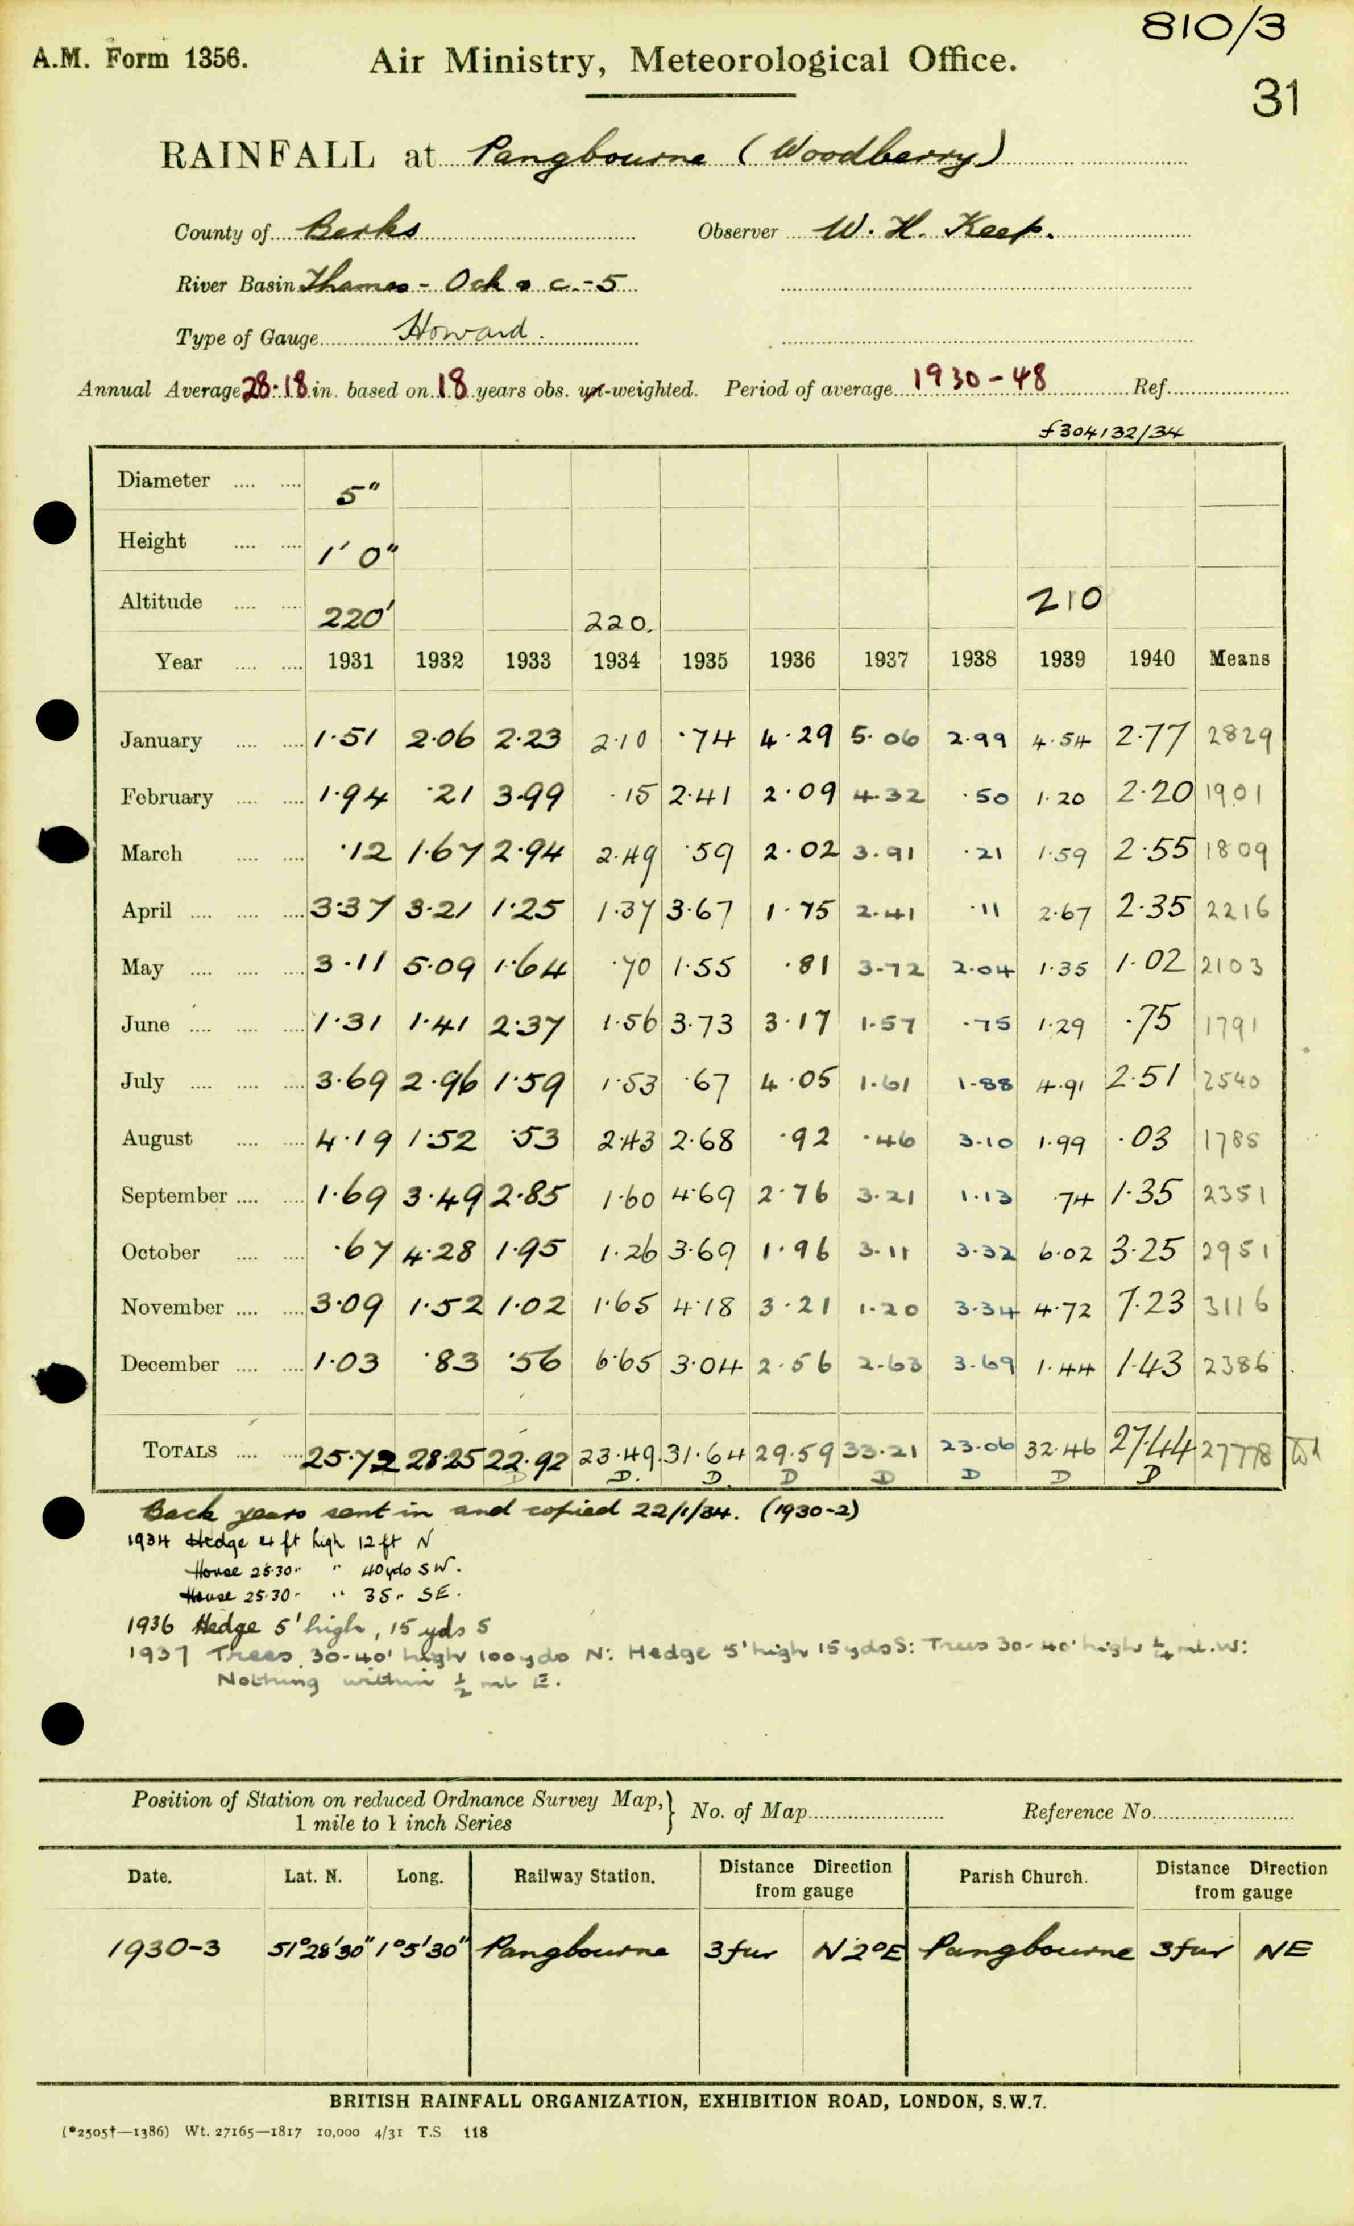 810/3
A.M. Form 1356. Air Ministry, Meteorological Office.
31
RAINFALL at Pangbourne (Woodberry)
County of Berks Observer W. H. Keep.
River Basin Thames - Ock & c. - 5
Type of Gauge Howard.
Annual Average 28.18 in. based on 18 years obs. un-weighted. Period of average 1930-48 Ref.
f304132/34
Diameter .... .... 5"
Height .... .... 1' 0"
Altitude .... .... 220' 220. 210
Year .... .... 1931 1932 1933 1934 1935 1936 1937 1938 1939 1940 Means
January .... .... 1.51 2.06 2.23 2.10 .74 4.29 5.06 2.99 4.54 2.77 2829
February .... .... 1.94 .21 3.99 .15 2.41 2.09 4.32 .50 1.20 2.20 1901
March .... .... .12 1.67 2.94 2.49 .59 2.02 3.91 .21 1.59 2.55 1809
April .... .... .... 3.37 3.21 1.25 1.37 3.67 1.75 2.41 .11 2.67 2.35 2216
May .... .... .... 3.11 5.09 1.64 .70 1.55 .81 3.72 2.04 1.35 1.02 2103
June .... .... .... 1.31 1.41 2.37 1.56 3.73 3.17 1.57 .75 1.29 .75 1791
July .... .... .... 3.69 2.96 1.59 1.53 .67 4.05 1.61 1.88 4.91 2.51 2540
August .... .... 4.19 1.52 .53 2.43 2.68 .92 .46 3.10 1.99 .03 1785
September .... .... 1.69 3.49 2.85 1.60 4.69 2.76 3.21 1.13 .74 1.35 2351
October .... .... .67 4.28 1.95 1.26 3.69 1.96 3.11 3.32 6.02 3.25 2951
November .... .... 3.09 1.52 1.02 1.65 4.18 3.21 1.20 3.34 4.72 7.23 3116
December .... .... 1.03 .83 .56 6.65 3.04 2.56 2.63 3.69 1.44 1.43 2386
TOTALS .... .... 25.72 28.25 22.92 23.49 31.64 29.59 33.21 23.06 32.46 27.44 27778
D D. D. D D D D D
Back years sent in and copied 22/1/34. (1930-2)
1934 Hedge 4 ft high 12 ft N
House 25.30. " 40 yds SW.
House 25.30. " 35 " SE.
1936 Hedge 5' high, 15 yds S
1937 Trees 30-40' high 100 yds N: Hedge 5' high 15 yds S: Trees 30-40' high ¼ ml. W:
Nothing within ½ ml E.
Position of Station on reduced Ordnance Survey Map, } No. of Map Reference No.
1 mile to 1 inch Series
Date. Lat. N. Long. Railway Station. Distance Direction from gauge Parish Church. Distance Direction from gauge
1930-3 51°28'30" 1°5'30" Pangbourne 3 fur N 2° E Pangbourne 3 fur NE
BRITISH RAINFALL ORGANIZATION, EXHIBITION ROAD, LONDON, S.W.7.
(*2505†—1386) Wt. 27165—1817 10,000 4/31 T.S. 118